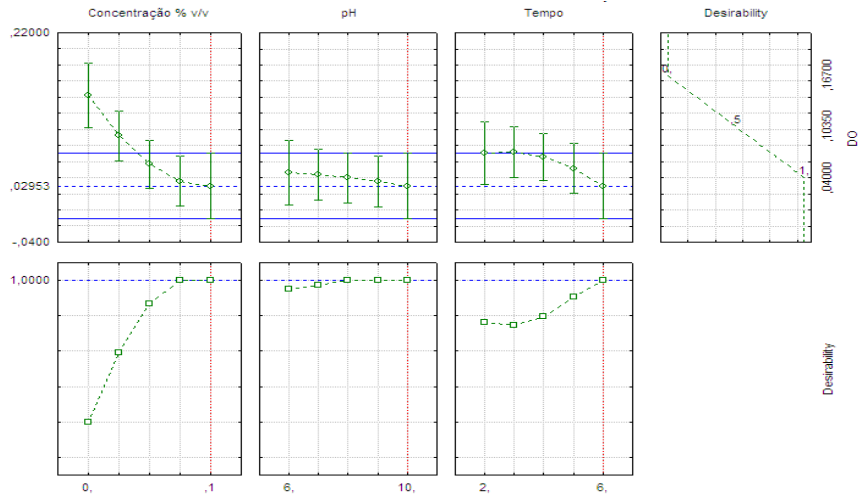 Concentração % v/v pH Tempo Desirability
,22000
,02953
-,0400
0,
,5
1,
,04000 ,10350 ,16700
DO
1,0000
Desirability
0, ,1 6, 10, 2, 6,